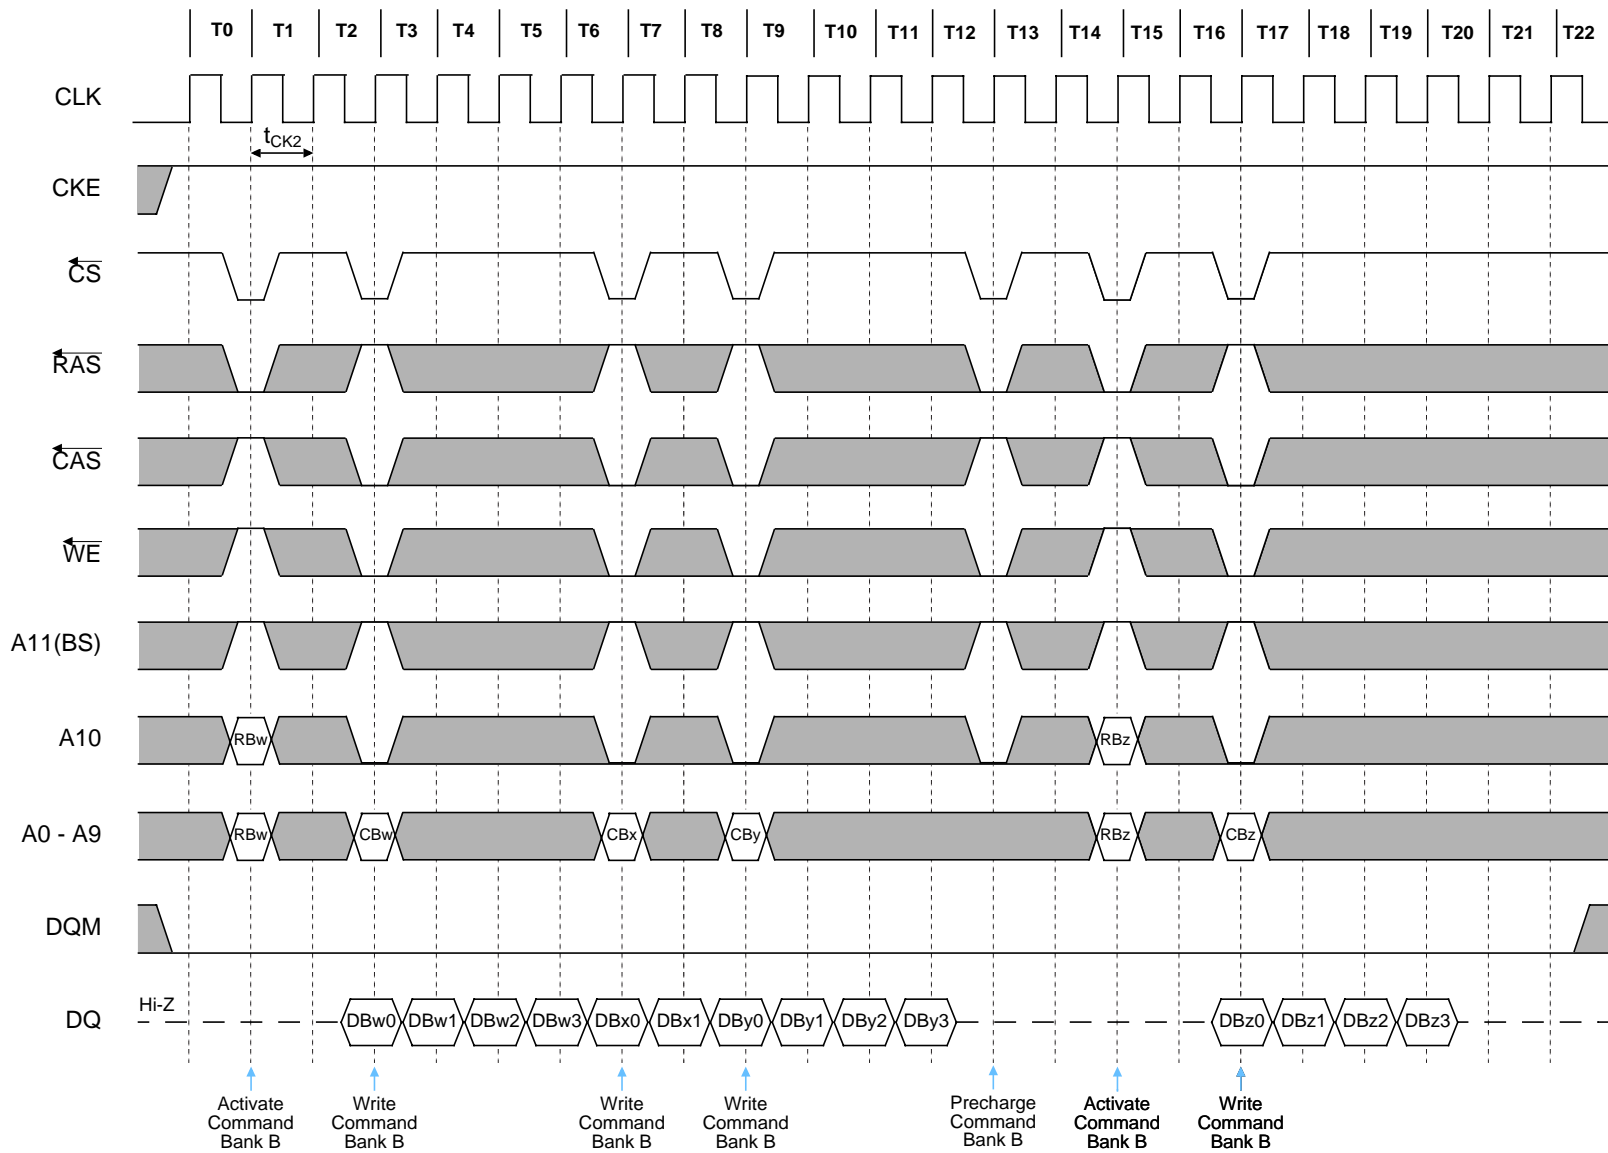 T0 T1 T2 T3 T4 T5 T6 T7 T8 T9 T10 T11 T12 T13 T14 T15 T16 T17 T18 T19 T20 T21 T22
CLK
tCK2
CKE
CS
RAS
CAS
WE
A11(BS)
A10 RBw RBz
A0 - A9 RBw CBw CBx CBy RBz CBz
DQM
Hi-Z
DQ DBw0 DBw1 DBw2 DBw3 DBx0 DBx1 DBy0 DBy1 DBy2 DBy3 DBz0 DBz1 DBz2 DBz3
Activate
Command
Bank B
Write
Command
Bank B
Write
Command
Bank B
Write
Command
Bank B
Precharge
Command
Bank B
Activate
Command
Bank B
Write
Command
Bank B